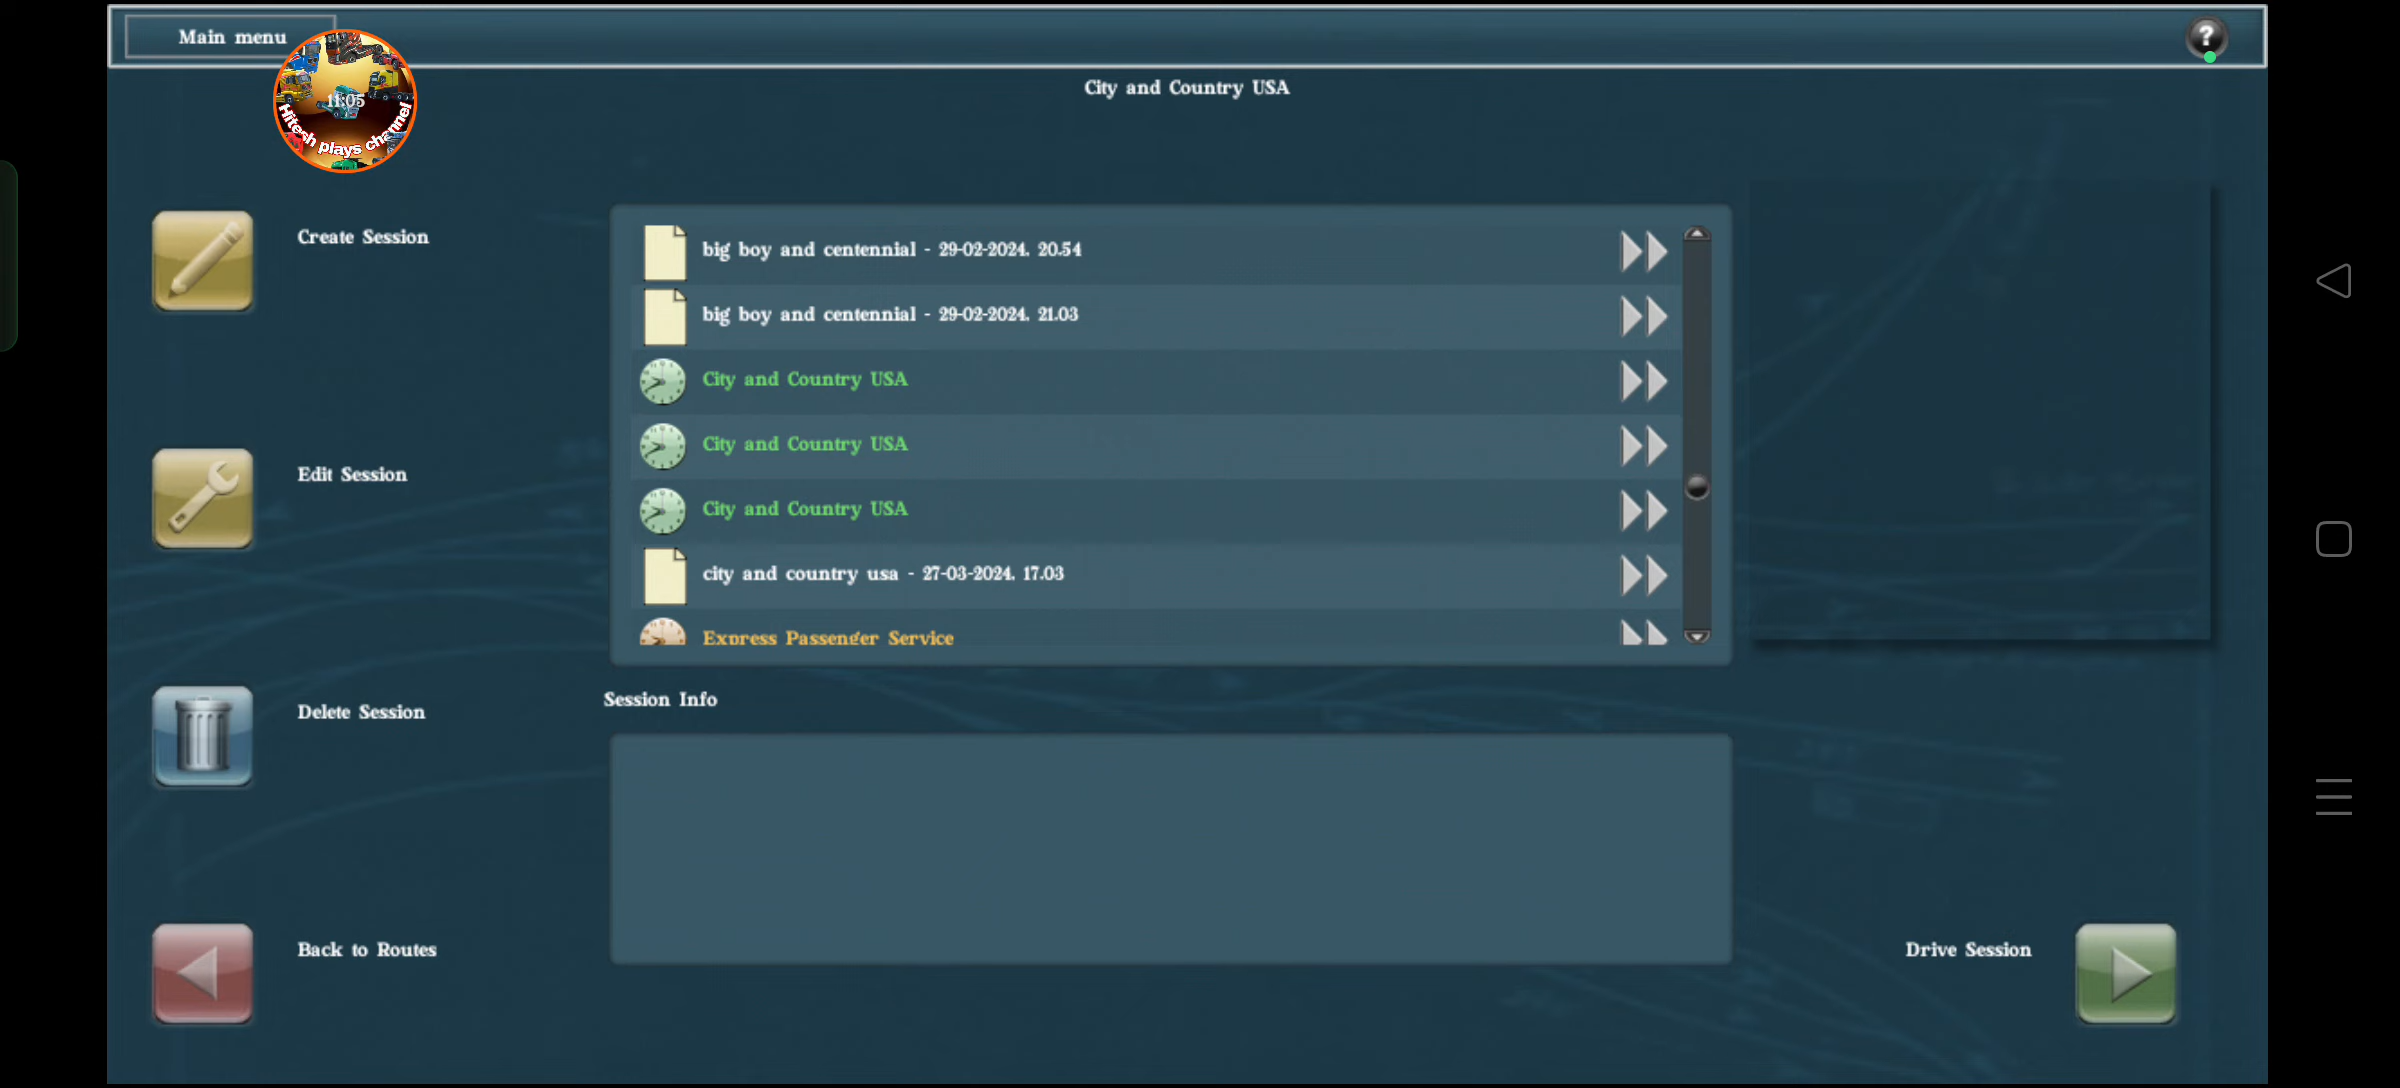 Main menu
?
11:05
Hitesh plays channel
City and Country USA
Create Session
big boy and centennial - 29-02-2024. 20.54
big boy and centennial - 29-02-2024. 21.03
City and Country USA
City and Country USA
Edit Session
City and Country USA
city and country usa - 27-03-2024. 17.03
Express Passenger Service
Delete Session
Session Info
Back to Routes
Drive Session